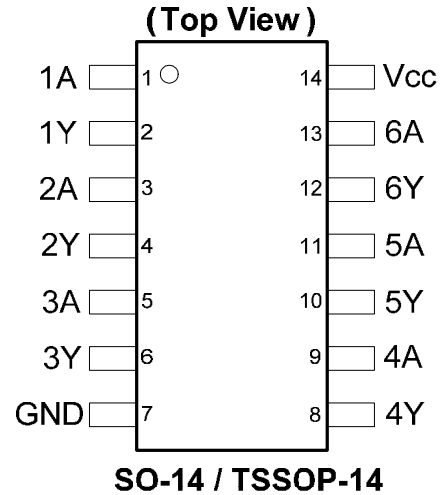 (Top View)
1A 1 14 Vcc
1Y 2 13 6A
2A 3 12 6Y
2Y 4 11 5A
3A 5 10 5Y
3Y 6 9 4A
GND 7 8 4Y
SO-14 / TSSOP-14